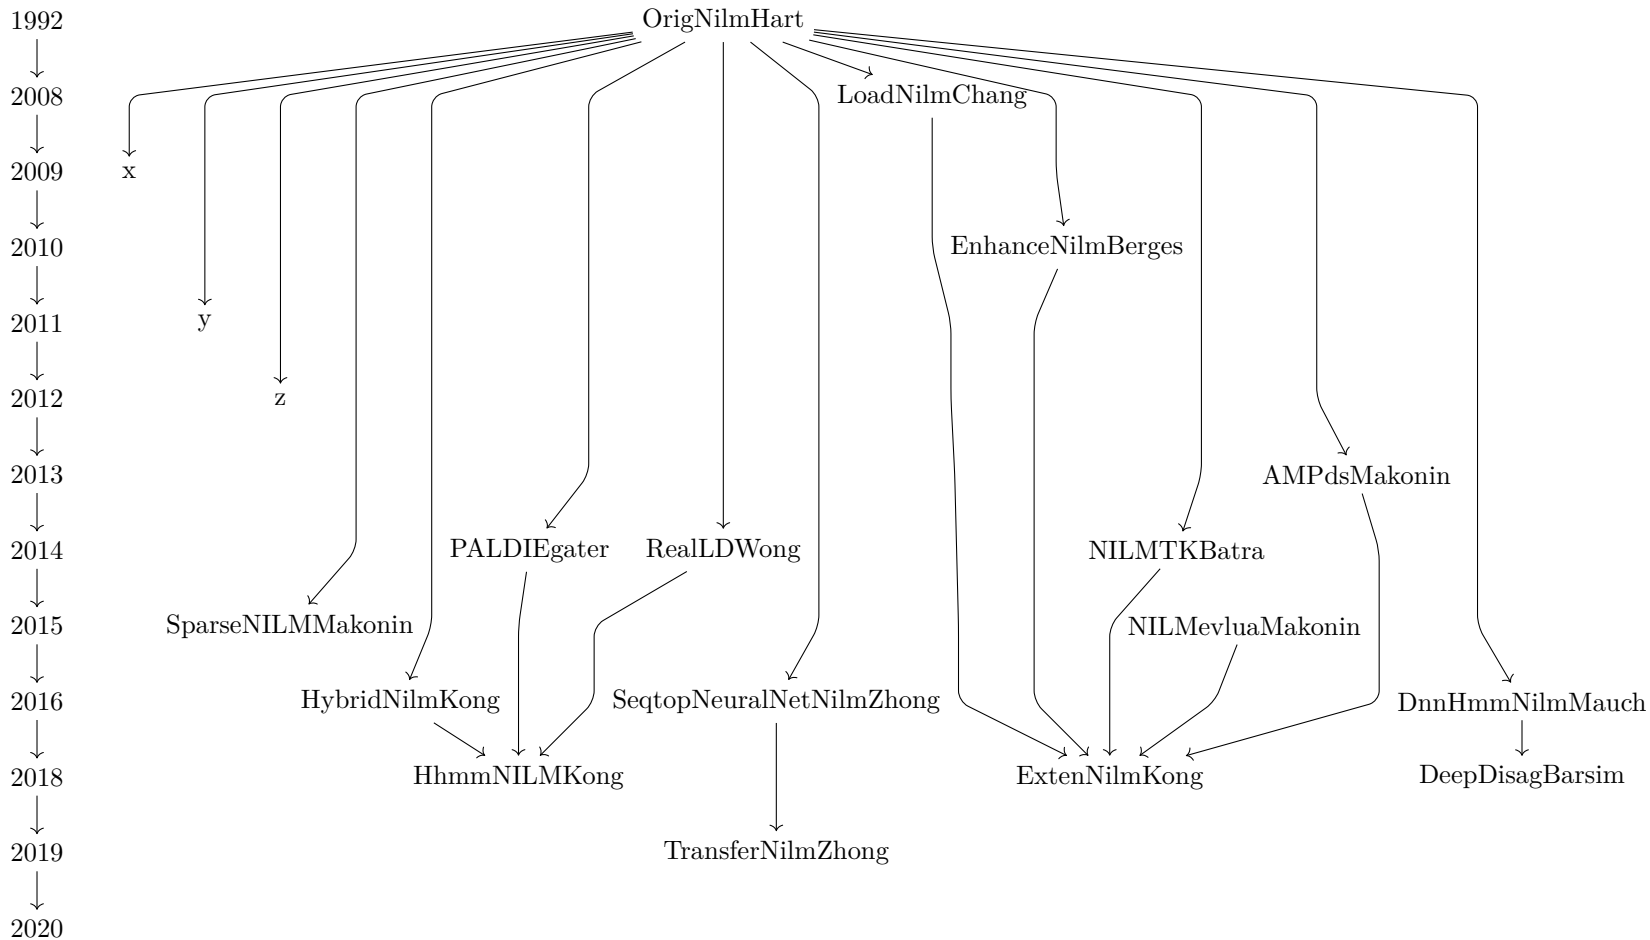 1992 OrigNilmHart
2008 LoadNilmChang
2009 x
2010 EnhanceNilmBerges
2011 y
2012 z
2013 AMPdsMakonin
2014 PALDIEgater RealLDWong NILMTKBatra
2015 SparseNILMMakonin NILMevluaMakonin
2016 HybridNilmKong SeqtopNeuralNetNilmZhong DnnHmmNilmMauch
2018 HhmmNILMKong ExtenNilmKong DeepDisagBarsim
2019 TransferNilmZhong
2020